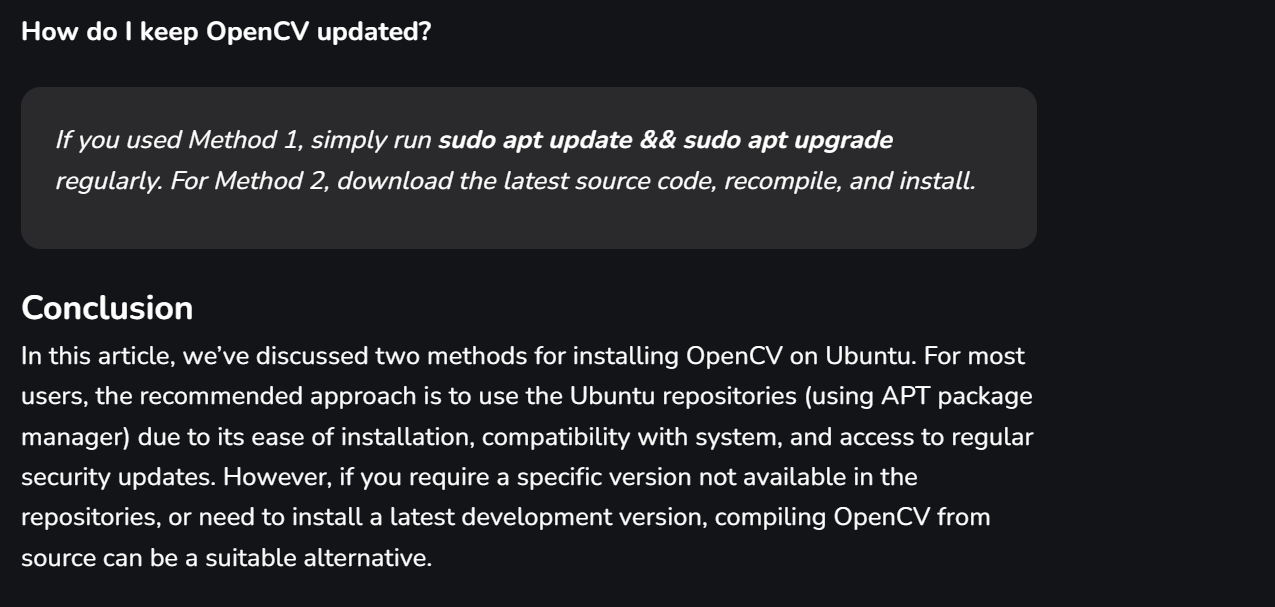 How do I keep OpenCV updated?
If you used Method 1, simply run sudo apt update && sudo apt upgrade
regularly. For Method 2, download the latest source code, recompile, and install.
Conclusion
In this article, we’ve discussed two methods for installing OpenCV on Ubuntu. For most
users, the recommended approach is to use the Ubuntu repositories (using APT package
manager) due to its ease of installation, compatibility with system, and access to regular
security updates. However, if you require a specific version not available in the
repositories, or need to install a latest development version, compiling OpenCV from
source can be a suitable alternative.